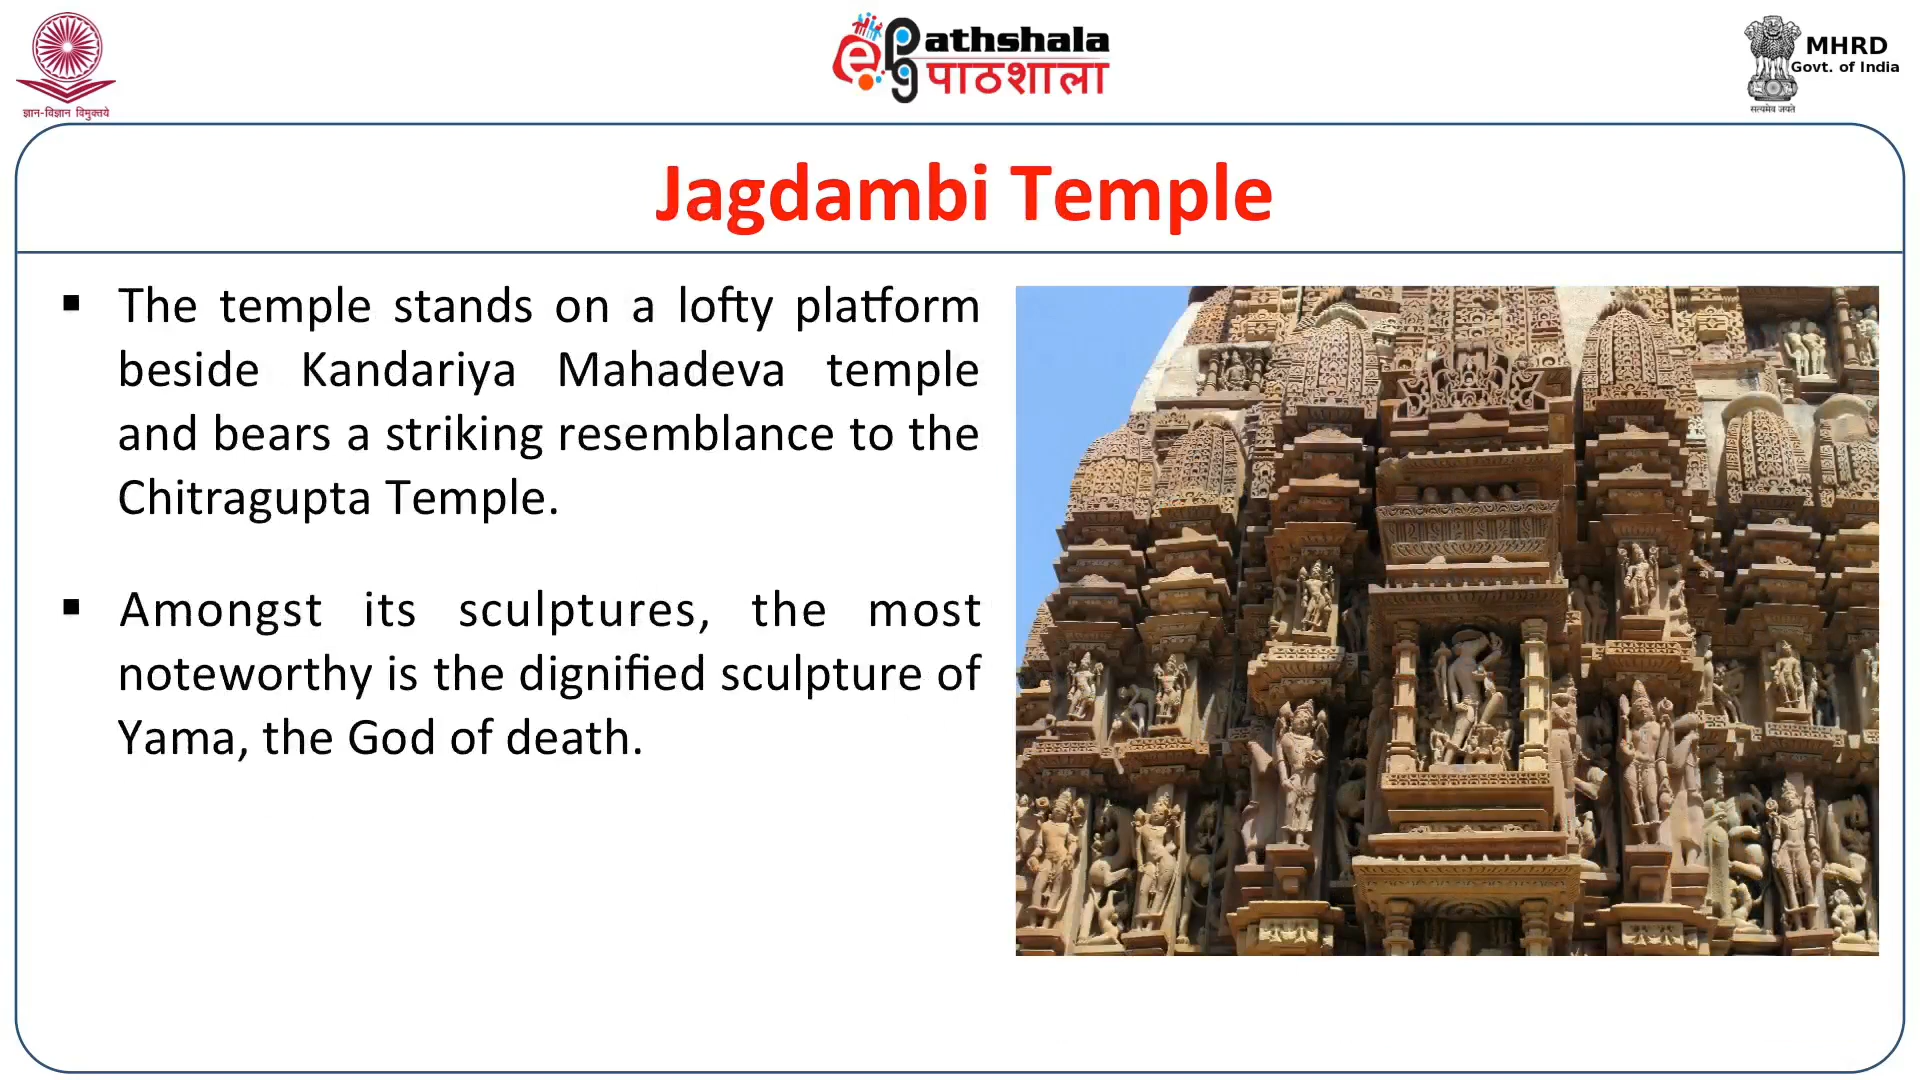 ज्ञान-विज्ञान विमुक्तये
e pg Pathshala
पाठशाला
MHRD
Govt. of India
सत्यमेव जयते
Jagdambi Temple
▪ The temple stands on a lofty platform
beside Kandariya Mahadeva temple
and bears a striking resemblance to the
Chitragupta Temple.
▪ Amongst its sculptures, the most
noteworthy is the dignified sculpture of
Yama, the God of death.